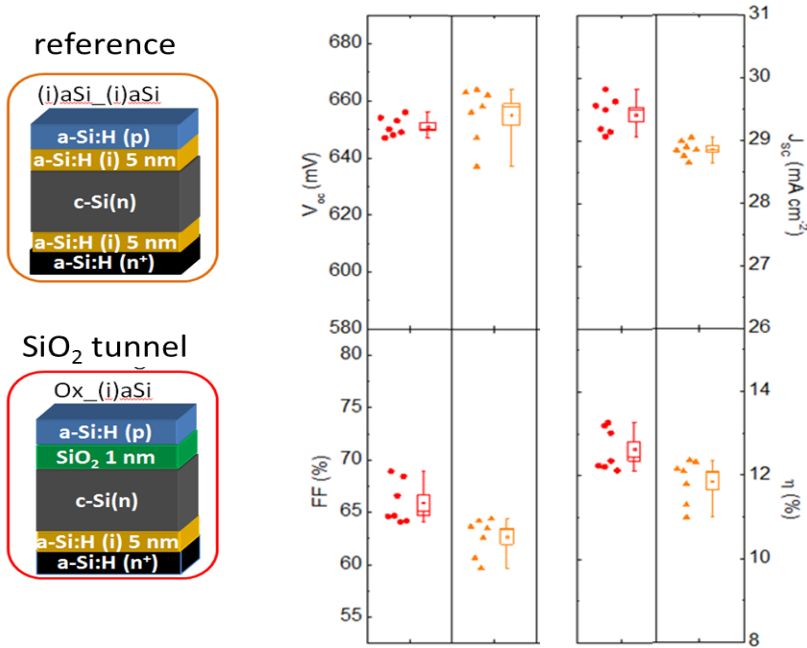 reference
(i)aSi_(i)aSi
a-Si:H (p)
a-Si:H (i) 5 nm
c-Si(n)
a-Si:H (i) 5 nm
a-Si:H (n⁺)
SiO₂ tunnel
Ox_(i)aSi
a-Si:H (p)
SiO₂ 1 nm
c-Si(n)
a-Si:H (i) 5 nm
a-Si:H (n⁺)
V_oc (mV)
680
660
640
620
600
580
31
30
29
28
27
26
J_sc (mA cm⁻²)
FF (%)
80
75
70
65
60
55
14
12
10
8
η (%)